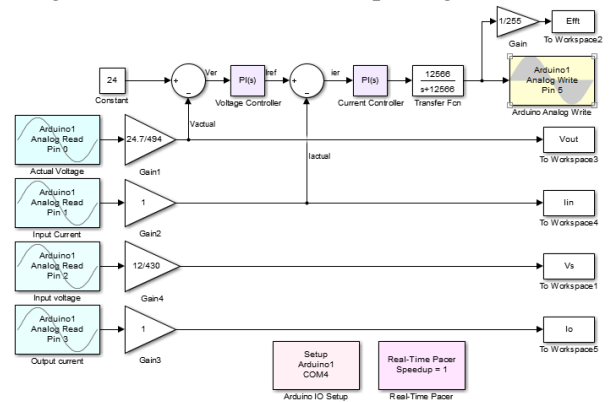 1/255
Gain
Efft
To Workspace2
24
Constant
+
−
Ver
PI(s)
Iref
Voltage Controller
+
−
ier
PI(s)
Current Controller
12566
s+12566
Transfer Fcn
Arduino1
Analog Write
Pin 5
Arduino Analog Write
Vactual
Iactual
Arduino1
Analog Read
Pin 0
Actual Voltage
24.7/494
Gain1
Vout
To Workspace3
Arduino1
Analog Read
Pin 1
Input Current
1
Gain2
Iin
To Workspace4
Arduino1
Analog Read
Pin 2
Input voltage
12/430
Gain4
Vs
To Workspace1
Arduino1
Analog Read
Pin 3
Output current
1
Gain3
Io
To Workspace5
Setup
Arduino1
COM4
Arduino IO Setup
Real-Time Pacer
Speedup = 1
Real-Time Pacer